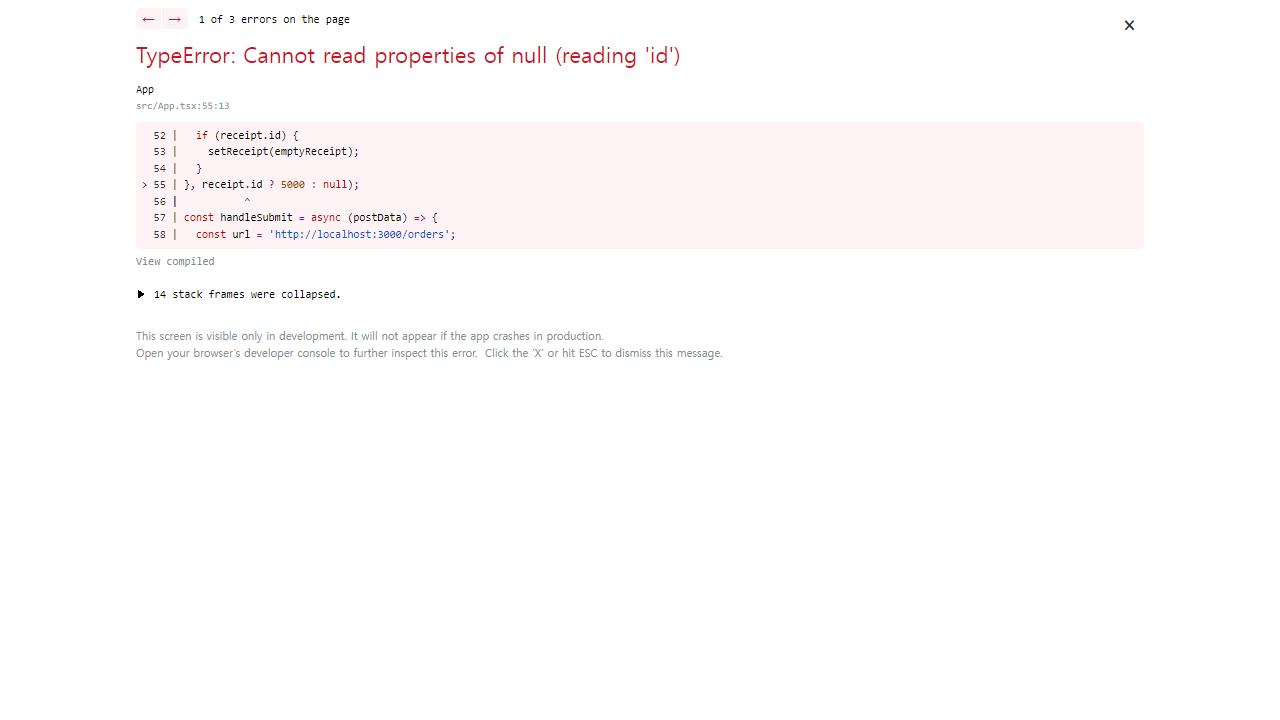 ← → 1 of 3 errors on the page
×
TypeError: Cannot read properties of null (reading 'id')
App
src/App.tsx:55:13
52 |   if (receipt.id) {
53 |     setReceipt(emptyReceipt);
54 |   }
> 55 | }, receipt.id ? 5000 : null);
56 |           ^
57 | const handleSubmit = async (postData) => {
58 |   const url = 'http://localhost:3000/orders';
View compiled
▶ 14 stack frames were collapsed.
This screen is visible only in development. It will not appear if the app crashes in production.
Open your browser's developer console to further inspect this error.  Click the 'X' or hit ESC to dismiss this message.